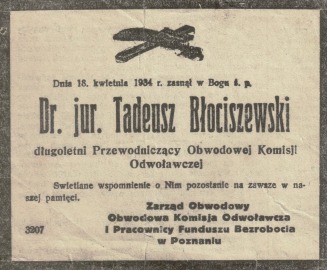 Dnia 18. kwietnia 1934 r. zasnął w Bogu ś. p.
Dr. jur. Tadeusz Błociszewski
długoletni Przewodniczący Obwodowej Komisji
Odwoławczej
Świetlane wspomnienie o Nim pozostanie na zawsze w na-
szej pamięci.
Zarząd Obwodowy
Obwodowa Komisja Odwoławcza
i Pracownicy Funduszu Bezrobocia
3207 w Poznaniu